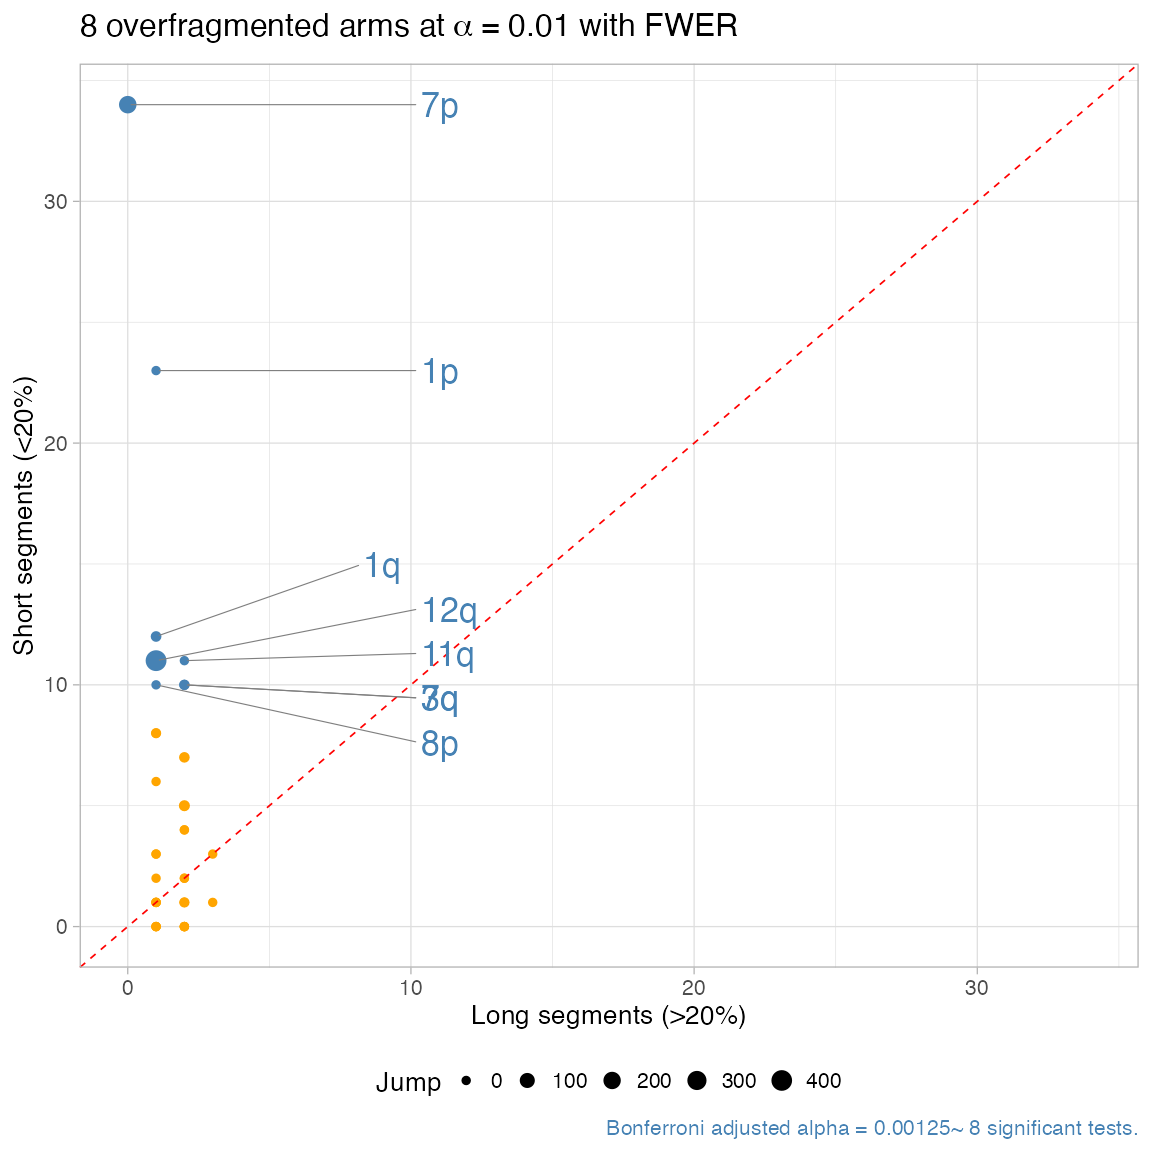 8 overfragmented arms at α = 0.01 with FWER
Short segments (<20%)
30
20
10
0
7p
1p
1q
12q
11q
8p
0 10 20 30
Long segments (>20%)
Jump 0 100 200 300 400
Bonferroni adjusted alpha = 0.00125~ 8 significant tests.